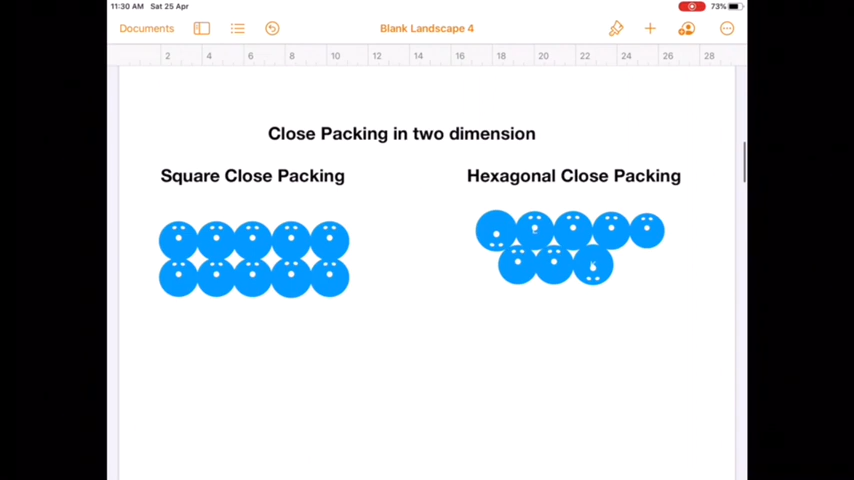 11:30 AM Sat 25 Apr
73%
Documents
Blank Landscape 4
2 4 6 8 10 12 14 16 18 20 22 24 26 28
Close Packing in two dimension
Square Close Packing
Hexagonal Close Packing